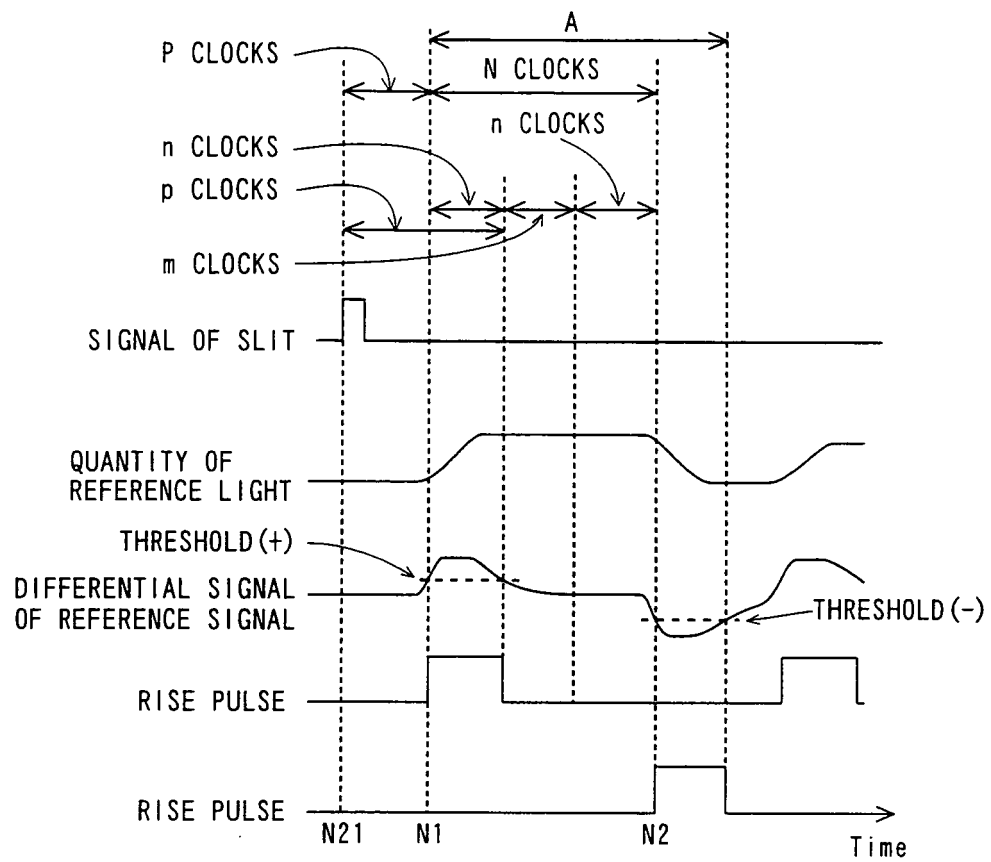 A
P CLOCKS
N CLOCKS
n CLOCKS
n CLOCKS
p CLOCKS
m CLOCKS
SIGNAL OF SLIT
QUANTITY OF
REFERENCE LIGHT
THRESHOLD(+)
DIFFERENTIAL SIGNAL
OF REFERENCE SIGNAL
THRESHOLD(-)
RISE PULSE
RISE PULSE
N21
N1
N2
Time